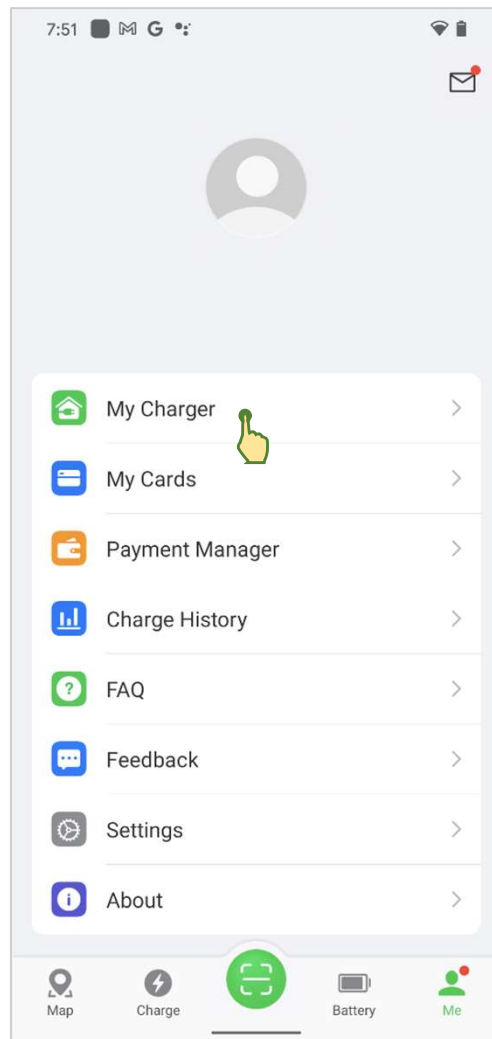 7:51
My Charger
My Cards
Payment Manager
Charge History
FAQ
Feedback
Settings
About
Map
Charge
Battery
Me